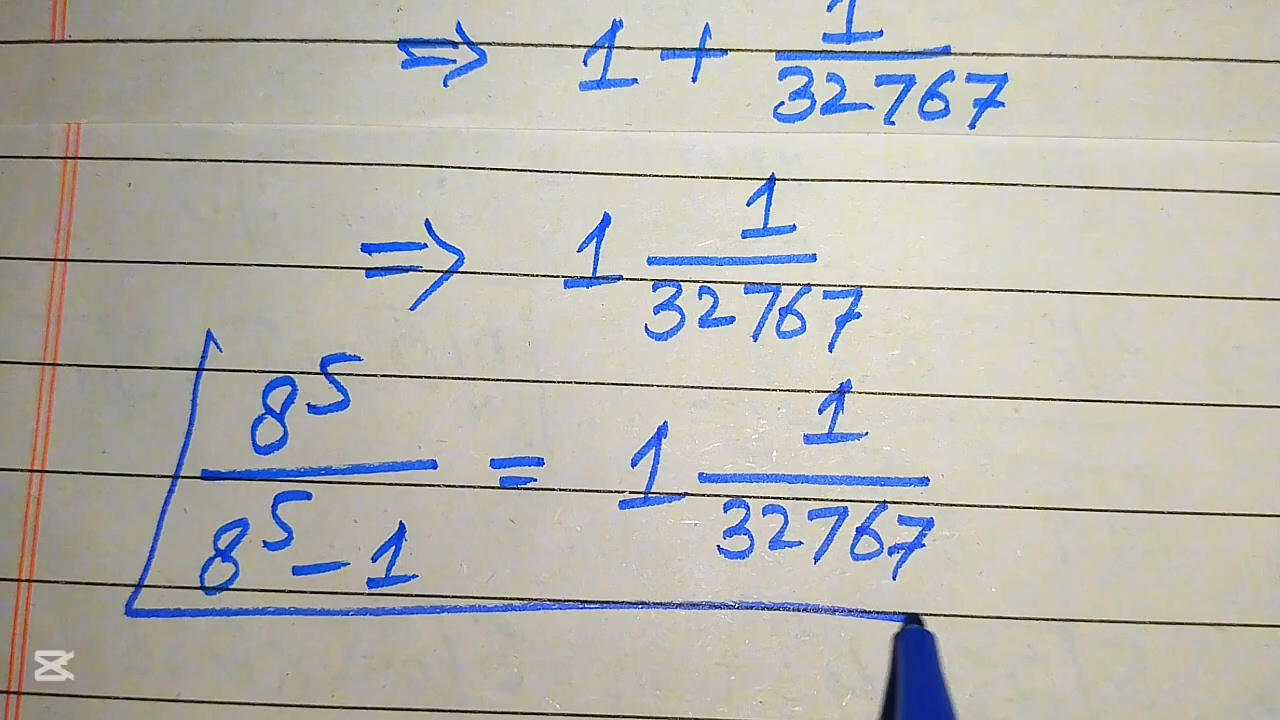 ⇒ 1 + 1/32767
⇒ 1 1/32767
8^5/8^5-1 = 1 1/32767